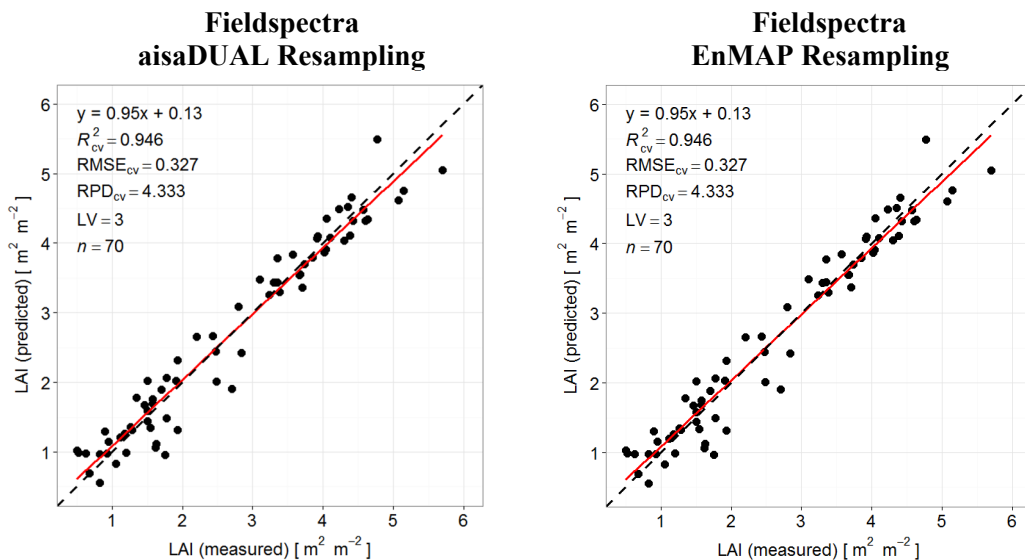 Fieldspectra
aisaDUAL Resampling
y = 0.95x + 0.13
R²cv = 0.946
RMSEcv = 0.327
RPDcv = 4.333
LV = 3
n = 70
6
5
4
3
2
1
LAI (predicted) [ m² m⁻² ]
1 2 3 4 5 6
LAI (measured) [ m² m⁻² ]
Fieldspectra
EnMAP Resampling
y = 0.95x + 0.13
R²cv = 0.946
RMSEcv = 0.327
RPDcv = 4.333
LV = 3
n = 70
6
5
4
3
2
1
LAI (predicted) [ m² m⁻² ]
1 2 3 4 5 6
LAI (measured) [ m² m⁻² ]